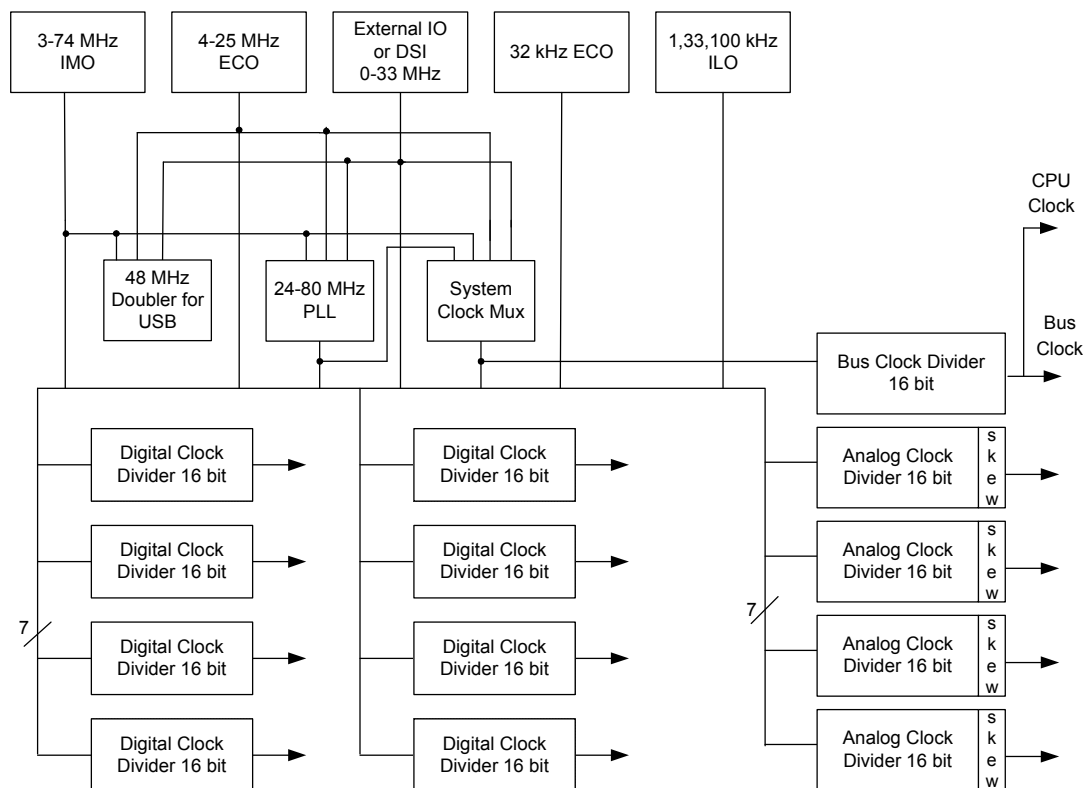 3-74 MHz
IMO
4-25 MHz
ECO
External IO
or DSI
0-33 MHz
32 kHz ECO
1,33,100 kHz
ILO
CPU
Clock
48 MHz
Doubler for
USB
24-80 MHz
PLL
System
Clock Mux
Bus
Clock
Bus Clock Divider
16 bit
Digital Clock
Divider 16 bit
Digital Clock
Divider 16 bit
Analog Clock
Divider 16 bit
s
k
e
w
Digital Clock
Divider 16 bit
Digital Clock
Divider 16 bit
Analog Clock
Divider 16 bit
s
k
e
w
7
7
Digital Clock
Divider 16 bit
Digital Clock
Divider 16 bit
Analog Clock
Divider 16 bit
s
k
e
w
Digital Clock
Divider 16 bit
Digital Clock
Divider 16 bit
Analog Clock
Divider 16 bit
s
k
e
w